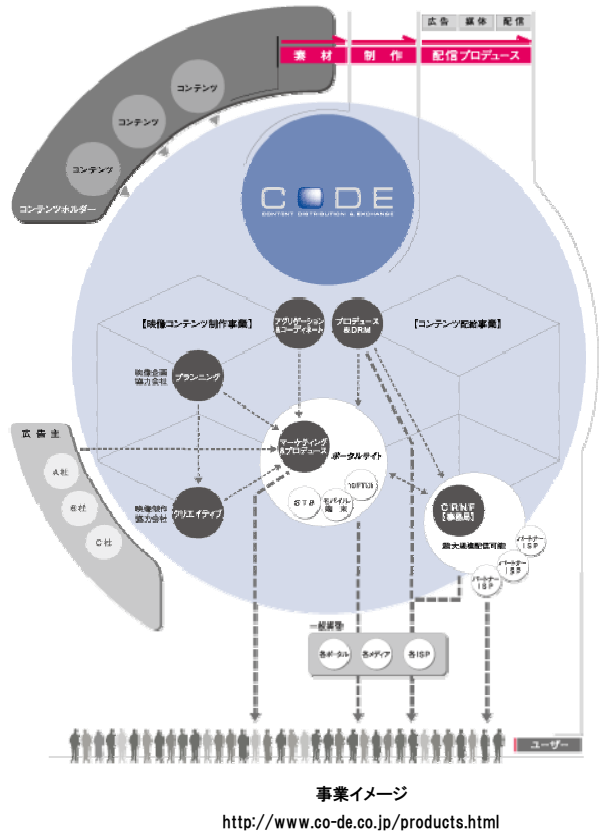 広告 媒体 配信
素材 制作 配信プロデュース
コンテンツ
コンテンツ
コンテンツ
コンテンツホルダー
CODE
CONTENT DISTRIBUTION & EXCHANGE
【映像コンテンツ制作事業】
アグリゲーション
&コーディネート
プロデュース
&DRM
【コンテンツ配給事業】
映像企画
協力会社
プランニング
広告主
A社
B社
C社
マーケティング
&プロデュース
ポータルサイト
STB
モバイル
端末
映像制作
協力会社
クリエイティブ
【事務局】
最大規模配信可能
パートナー
ISP
パートナー
ISP
パートナー
ISP
各ポータル
各メディア
各ISP
ユーザー
事業イメージ
http://www.co-de.co.jp/products.html